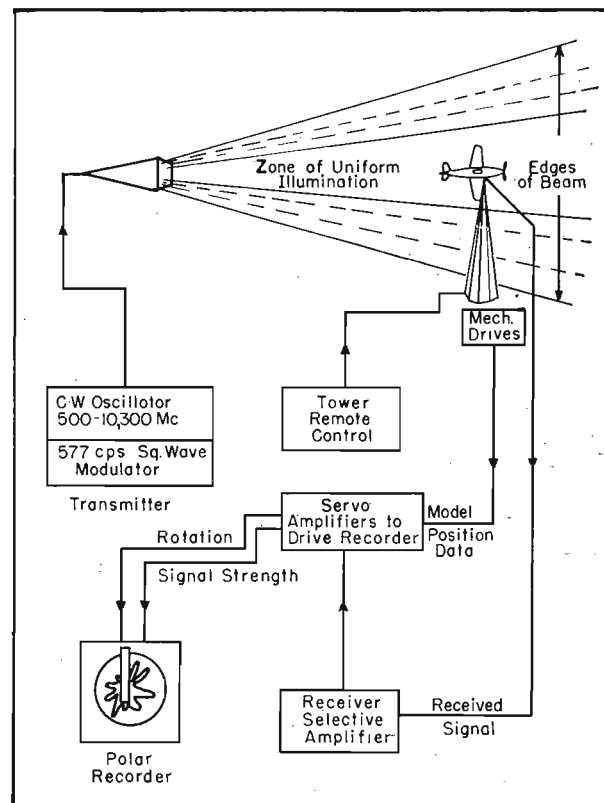 Zone of Uniform
Illumination
Edges
of Beam
Mech.
Drives
C·W Oscillator
500-10,300 Mc
577 cps Sq. Wave
Modulator
Transmitter
Tower
Remote
Control
Servo
Amplifiers to
Drive Recorder
Model
Position
Data
Rotation
Signal Strength
Polar
Recorder
Receiver
Selective
Amplifier
Received
Signal